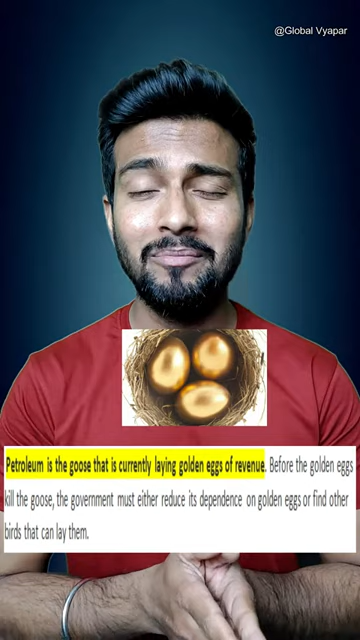 @Global Vyapar
Petroleum is the goose that is currently laying golden eggs of revenue. Before the golden eggs
kill the goose, the government must either reduce its dependence on golden eggs or find other
birds that can lay them.